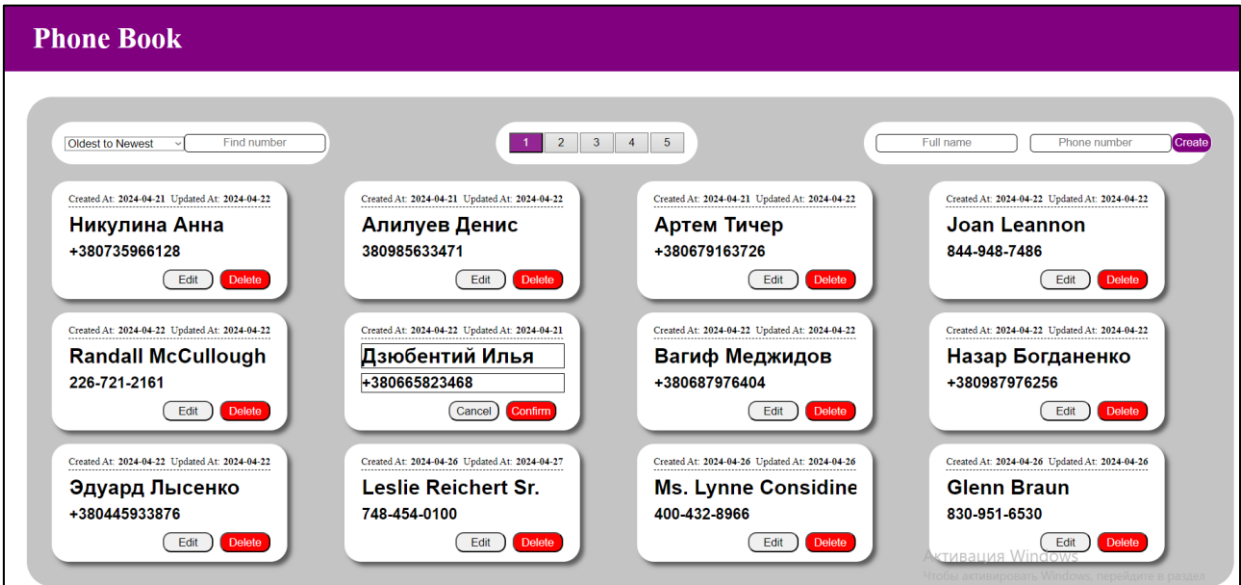 Phone Book
Oldest to Newest Find number 1 2 3 4 5 Full name Phone number Create
Created At: 2024-04-21 Updated At: 2024-04-22
Никулина Анна
+380735966128
Edit Delete
Created At: 2024-04-21 Updated At: 2024-04-22
Алилуев Денис
380985633471
Edit Delete
Created At: 2024-04-21 Updated At: 2024-04-22
Артем Тичер
+380679163726
Edit Delete
Created At: 2024-04-22 Updated At: 2024-04-22
Joan Leannon
844-948-7486
Edit Delete
Created At: 2024-04-22 Updated At: 2024-04-22
Randall McCullough
226-721-2161
Edit Delete
Created At: 2024-04-22 Updated At: 2024-04-21
Дзюбентий Илья
+380665823468
Cancel Confirm
Created At: 2024-04-22 Updated At: 2024-04-22
Вагиф Меджидов
+380687976404
Edit Delete
Created At: 2024-04-22 Updated At: 2024-04-22
Назар Богданенко
+380987976256
Edit Delete
Created At: 2024-04-22 Updated At: 2024-04-22
Эдуард Лысенко
+380445933876
Edit Delete
Created At: 2024-04-26 Updated At: 2024-04-27
Leslie Reichert Sr.
748-454-0100
Edit Delete
Created At: 2024-04-26 Updated At: 2024-04-26
Ms. Lynne Considine
400-432-8966
Edit Delete
Created At: 2024-04-26 Updated At: 2024-04-26
Glenn Braun
830-951-6530
Edit Delete
Активация Windows
Чтобы активировать Windows, перейдите в раздел